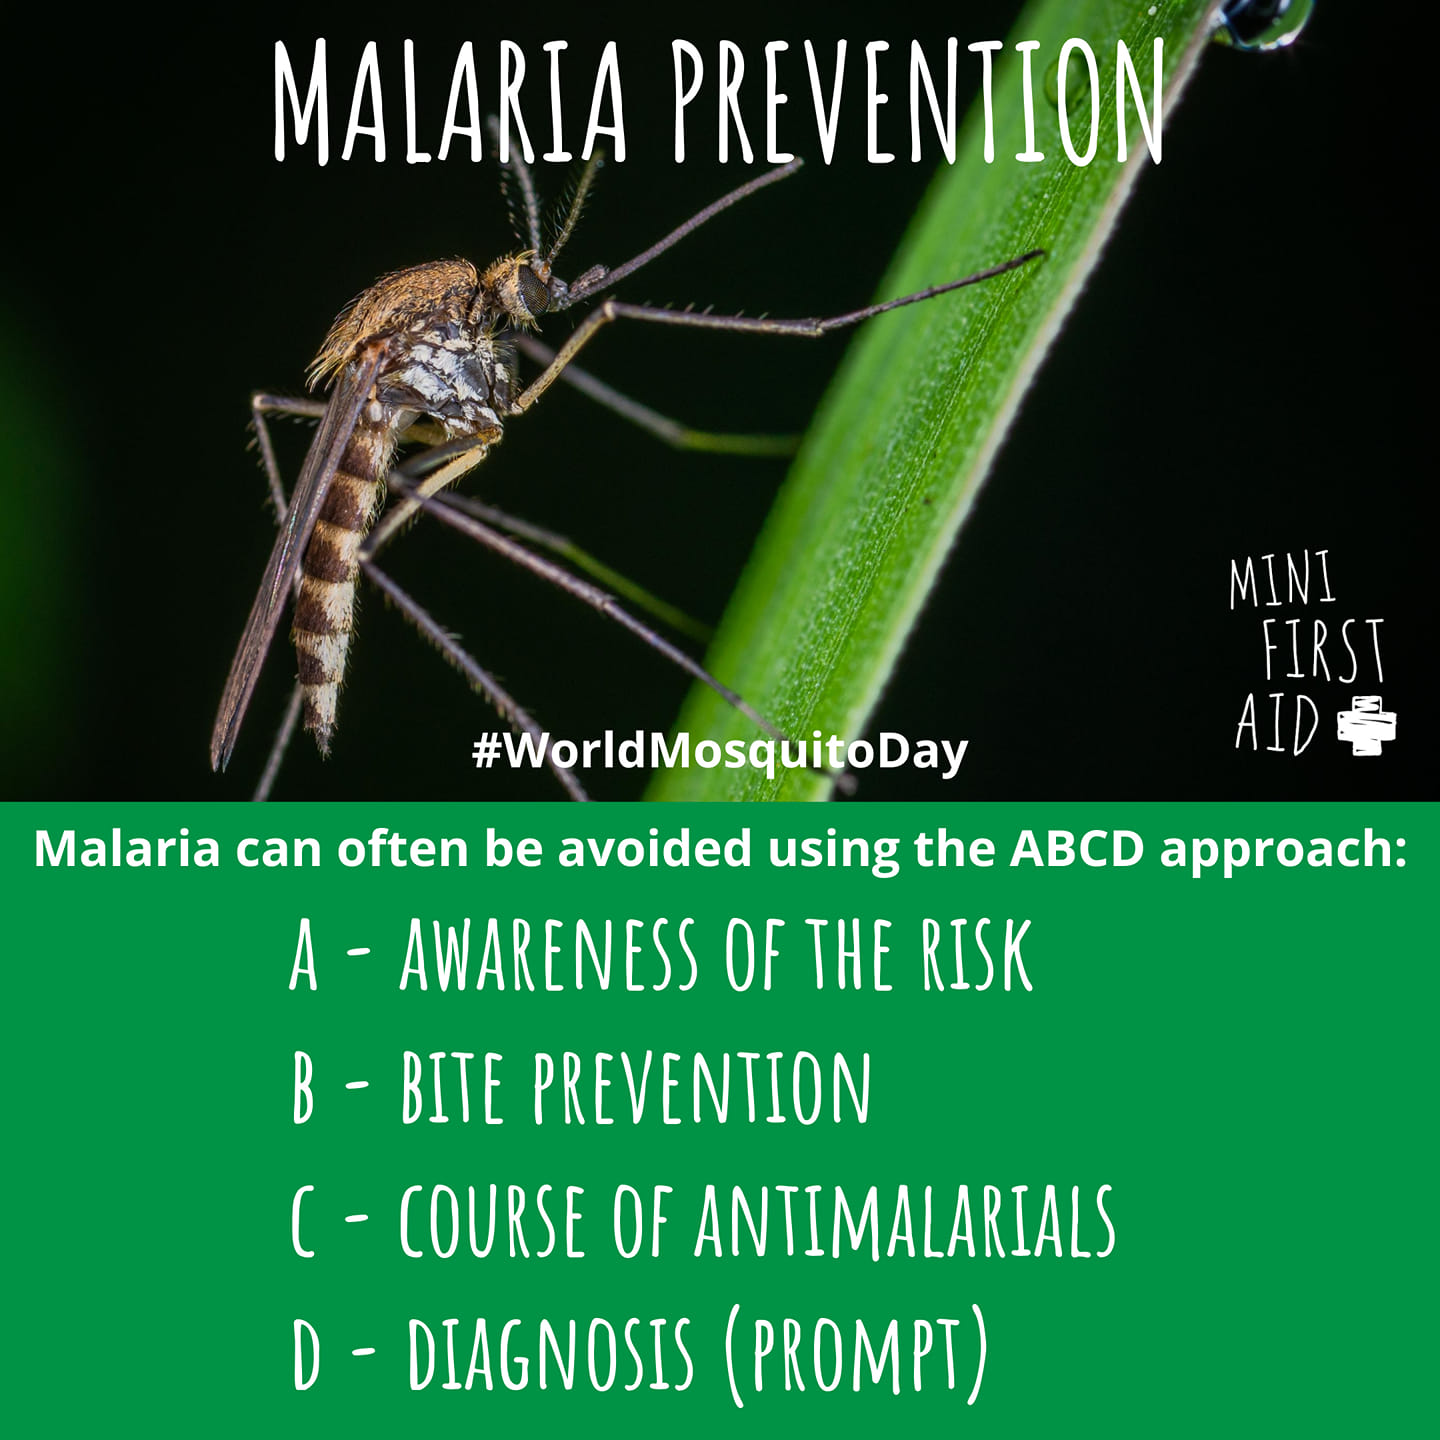 MALARIA PREVENTION
MINI
FIRST
AID
#WorldMosquitoDay
Malaria can often be avoided using the ABCD approach:
A - AWARENESS OF THE RISK
B - BITE PREVENTION
C - COURSE OF ANTIMALARIALS
D - DIAGNOSIS (PROMPT)